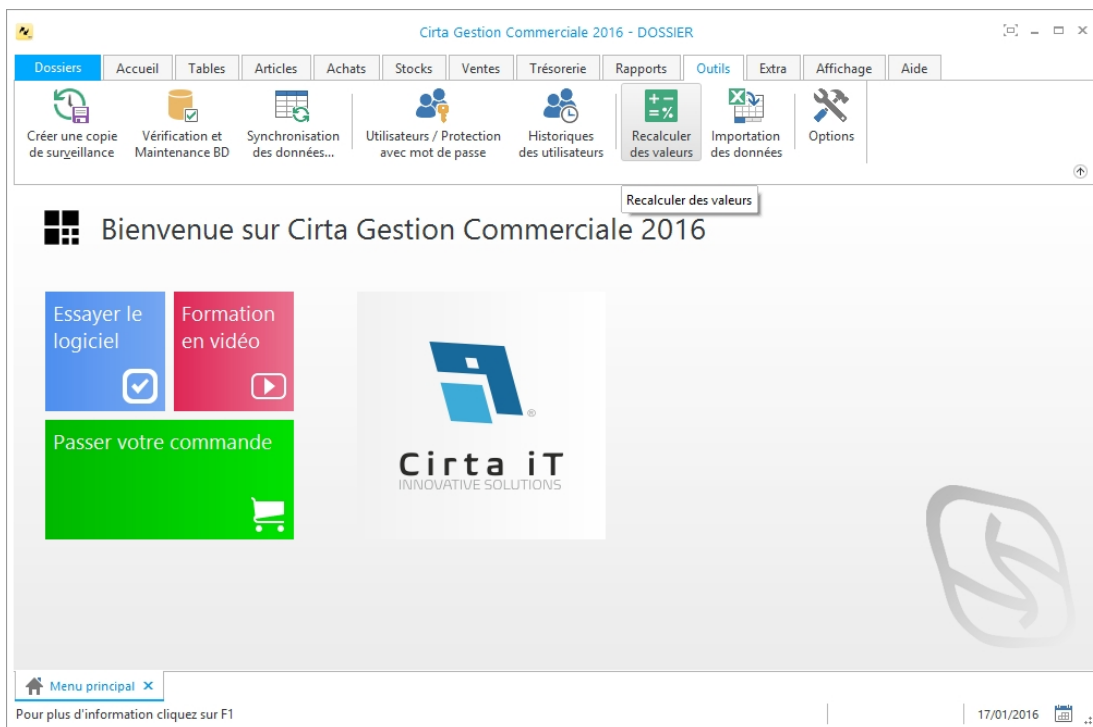 Cirta Gestion Commerciale 2016 - DOSSIER
Dossiers Accueil Tables Articles Achats Stocks Ventes Trésorerie Rapports Outils Extra Affichage Aide
Créer une copie de surveillance
Vérification et Maintenance BD
Synchronisation des données...
Utilisateurs / Protection avec mot de passe
Historiques des utilisateurs
Recalculer des valeurs
Importation des données
Options
Recalculer des valeurs
Bienvenue sur Cirta Gestion Commerciale 2016
Essayer le
logiciel
Formation
en vidéo
Passer votre commande
®
Cirta iT
INNOVATIVE SOLUTIONS
Menu principal
Pour plus d'information cliquez sur F1
17/01/2016